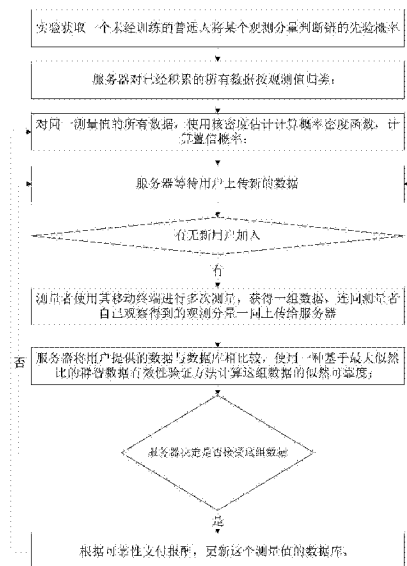 实验获取一个未经训练的普通人将某个观测分量判断错的先验概率
服务器对已经积累的所有数据按观测值归类；
对同一测量值的所有数据，使用核密度估计计算概率密度函数，计
算置信概率；
服务器等待用户上传新的数据
有无新用户加入
有
测量者使用其移动终端进行多次测量，获得一组数据，连同测量者
自己观察得到的观测分量一同上传给服务器
否
服务器将用户提供的数据与数据库相比较，使用一种基于最大似然
比的群智数据有效性验证方法计算这组数据的似然可靠度；
服务器决定是否接受这组数据
是
根据可靠性支付报酬，更新这个测量值的数据库。